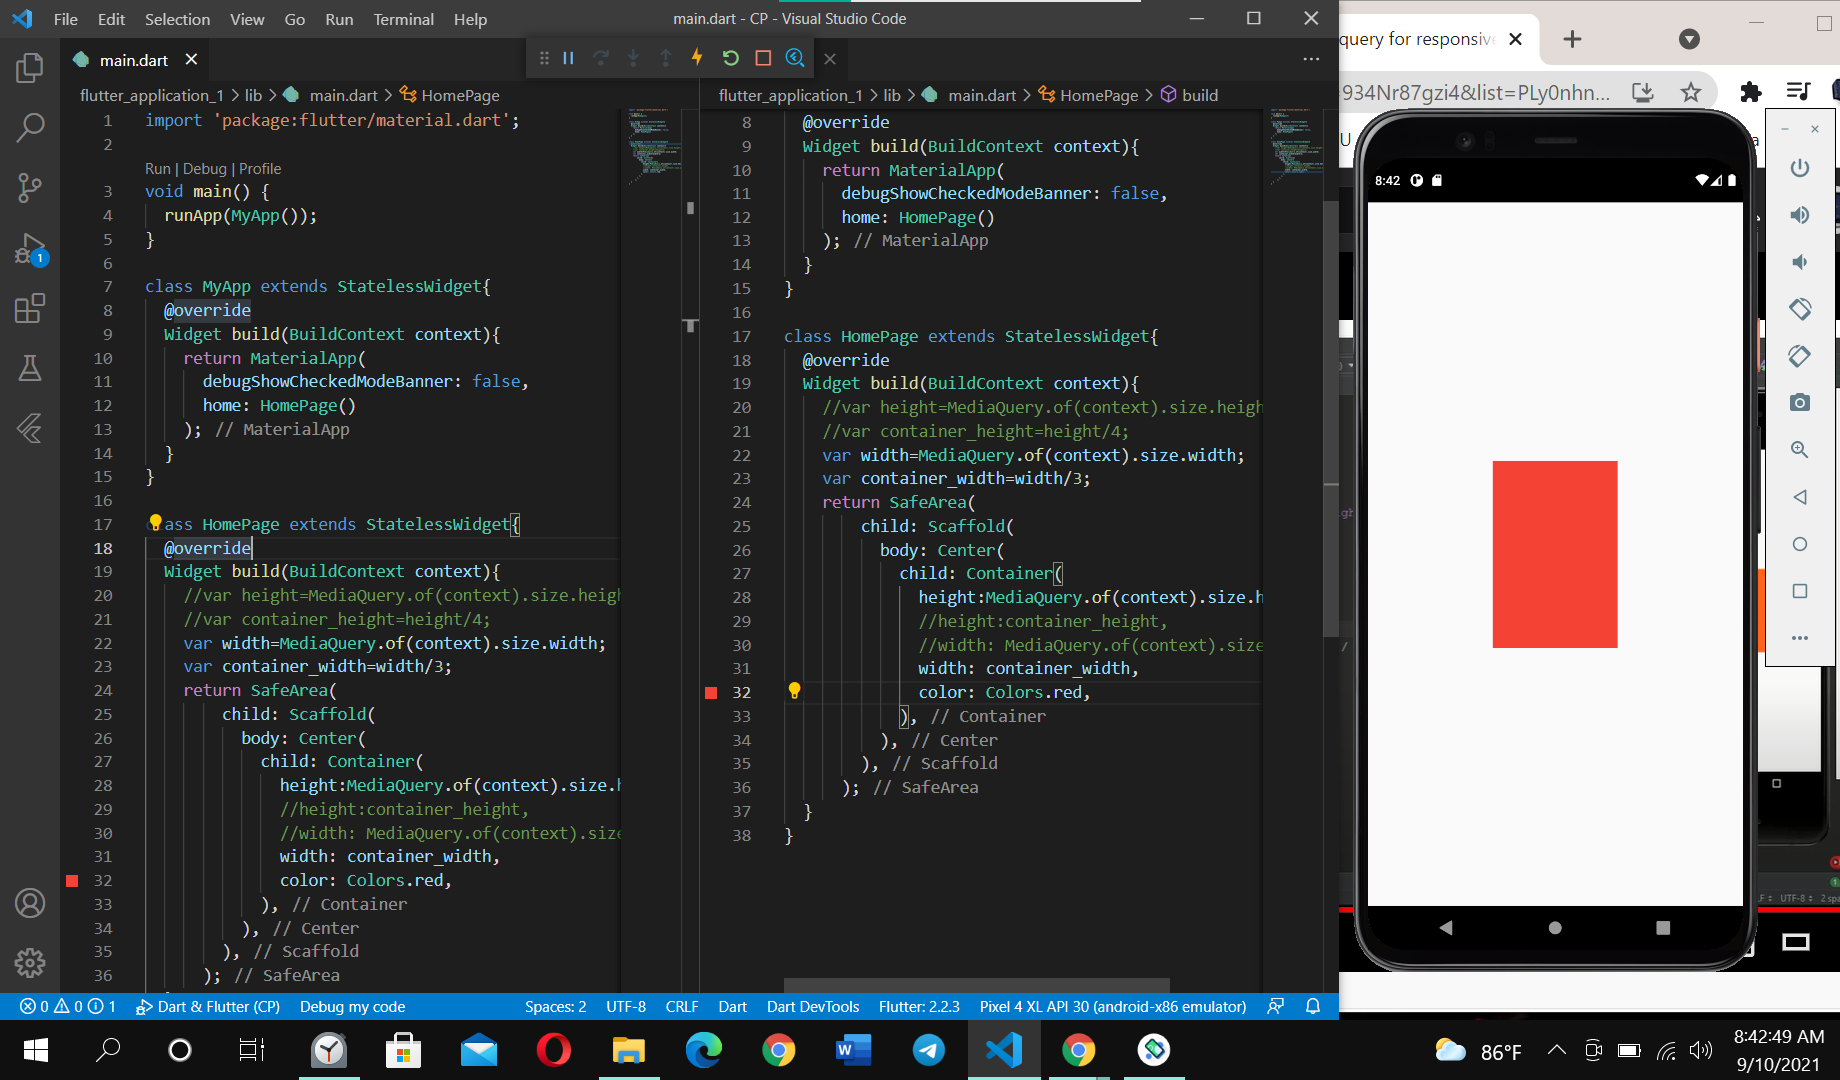 File Edit Selection View Go Run Terminal Help
main.dart - CP - Visual Studio Code
main.dart
flutter_application_1 > lib > main.dart > HomePage
1 import 'package:flutter/material.dart';
2
Run | Debug | Profile
3 void main() {
4 runApp(MyApp());
5 }
6
7 class MyApp extends StatelessWidget{
8 @override
9 Widget build(BuildContext context){
10 return MaterialApp(
11 debugShowCheckedModeBanner: false,
12 home: HomePage()
13 ); // MaterialApp
14 }
15 }
16
17 ass HomePage extends StatelessWidget{
18 @override
19 Widget build(BuildContext context){
20 //var height=MediaQuery.of(context).size.heigh
21 //var container_height=height/4;
22 var width=MediaQuery.of(context).size.width;
23 var container_width=width/3;
24 return SafeArea(
25 child: Scaffold(
26 body: Center(
27 child: Container(
28 height:MediaQuery.of(context).size.h
29 //height:container_height,
30 //width: MediaQuery.of(context).size
31 width: container_width,
32 color: Colors.red,
33 ), // Container
34 ), // Center
35 ), // Scaffold
36 ); // SafeArea
flutter_application_1 > lib > main.dart > HomePage > build
8 @override
9 Widget build(BuildContext context){
10 return MaterialApp(
11 debugShowCheckedModeBanner: false,
12 home: HomePage()
13 ); // MaterialApp
14 }
15 }
16
17 class HomePage extends StatelessWidget{
18 @override
19 Widget build(BuildContext context){
20 //var height=MediaQuery.of(context).size.heigh
21 //var container_height=height/4;
22 var width=MediaQuery.of(context).size.width;
23 var container_width=width/3;
24 return SafeArea(
25 child: Scaffold(
26 body: Center(
27 child: Container(
28 height:MediaQuery.of(context).size.h
29 //height:container_height,
30 //width: MediaQuery.of(context).size
31 width: container_width,
32 color: Colors.red,
33 ), // Container
34 ), // Center
35 ), // Scaffold
36 ); // SafeArea
37 }
38 }
query for responsive
934Nr87gzi4&list=PLy0nhn...
8:42
UTF-8
0 0 1 Dart & Flutter (CP) Debug my code Spaces: 2 UTF-8 CRLF Dart Dart DevTools Flutter: 2.2.3 Pixel 4 XL API 30 (android-x86 emulator)
1
86°F
8:42:49 AM
9/10/2021